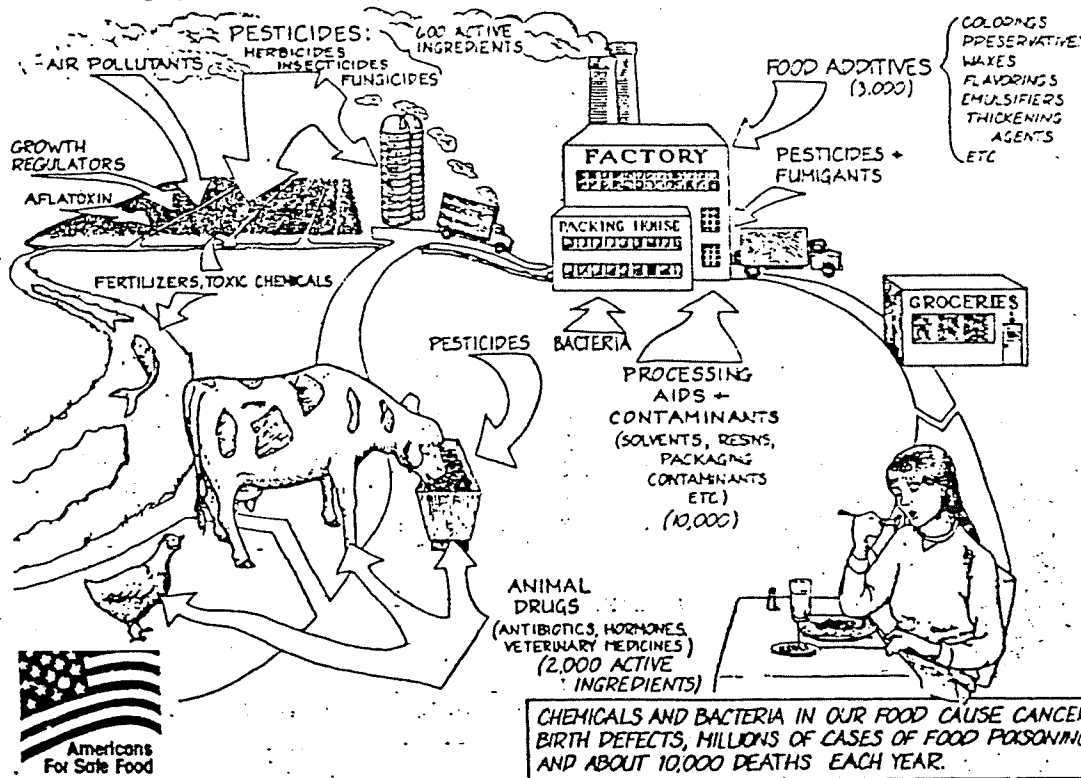 PESTICIDES:
HERBICIDES
INSECTICIDES
FUNGICIDES
600 ACTIVE
INGREDIENTS
AIR POLLUTANTS
GROWTH
REGULATORS
AFLATOXIN
FERTILIZERS, TOXIC CHEMICALS
FOOD ADDITIVES
(3,000)
COLORINGS
PRESERVATIVES
WAXES
FLAVORINGS
EMULSIFIERS
THICKENING
AGENTS
ETC
FACTORY
PACKING HOUSE
PESTICIDES +
FUMIGANTS
GROCERIES
PESTICIDES
BACTERIA
PROCESSING
AIDS +
CONTAMINANTS
(SOLVENTS, RESINS,
PACKAGING
CONTAMINANTS
ETC)
(10,000)
ANIMAL
DRUGS
(ANTIBIOTICS, HORMONES,
VETERINARY MEDICINES)
(2,000 ACTIVE
INGREDIENTS)
Americans
For Safe Food
CHEMICALS AND BACTERIA IN OUR FOOD CAUSE CANCER
BIRTH DEFECTS, MILLIONS OF CASES OF FOOD POISONING
AND ABOUT 10,000 DEATHS EACH YEAR.